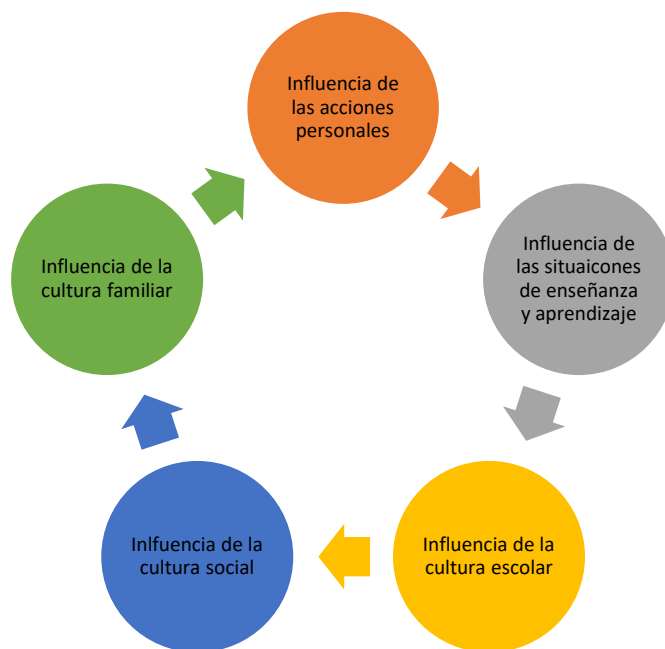 Influencia de
las acciones
personales
Influencia de
las situaicones
de enseñanza
y aprendizaje
Influencia de la
cultura escolar
Inlfuencia de la
cultura social
Influencia de la
cultura familiar